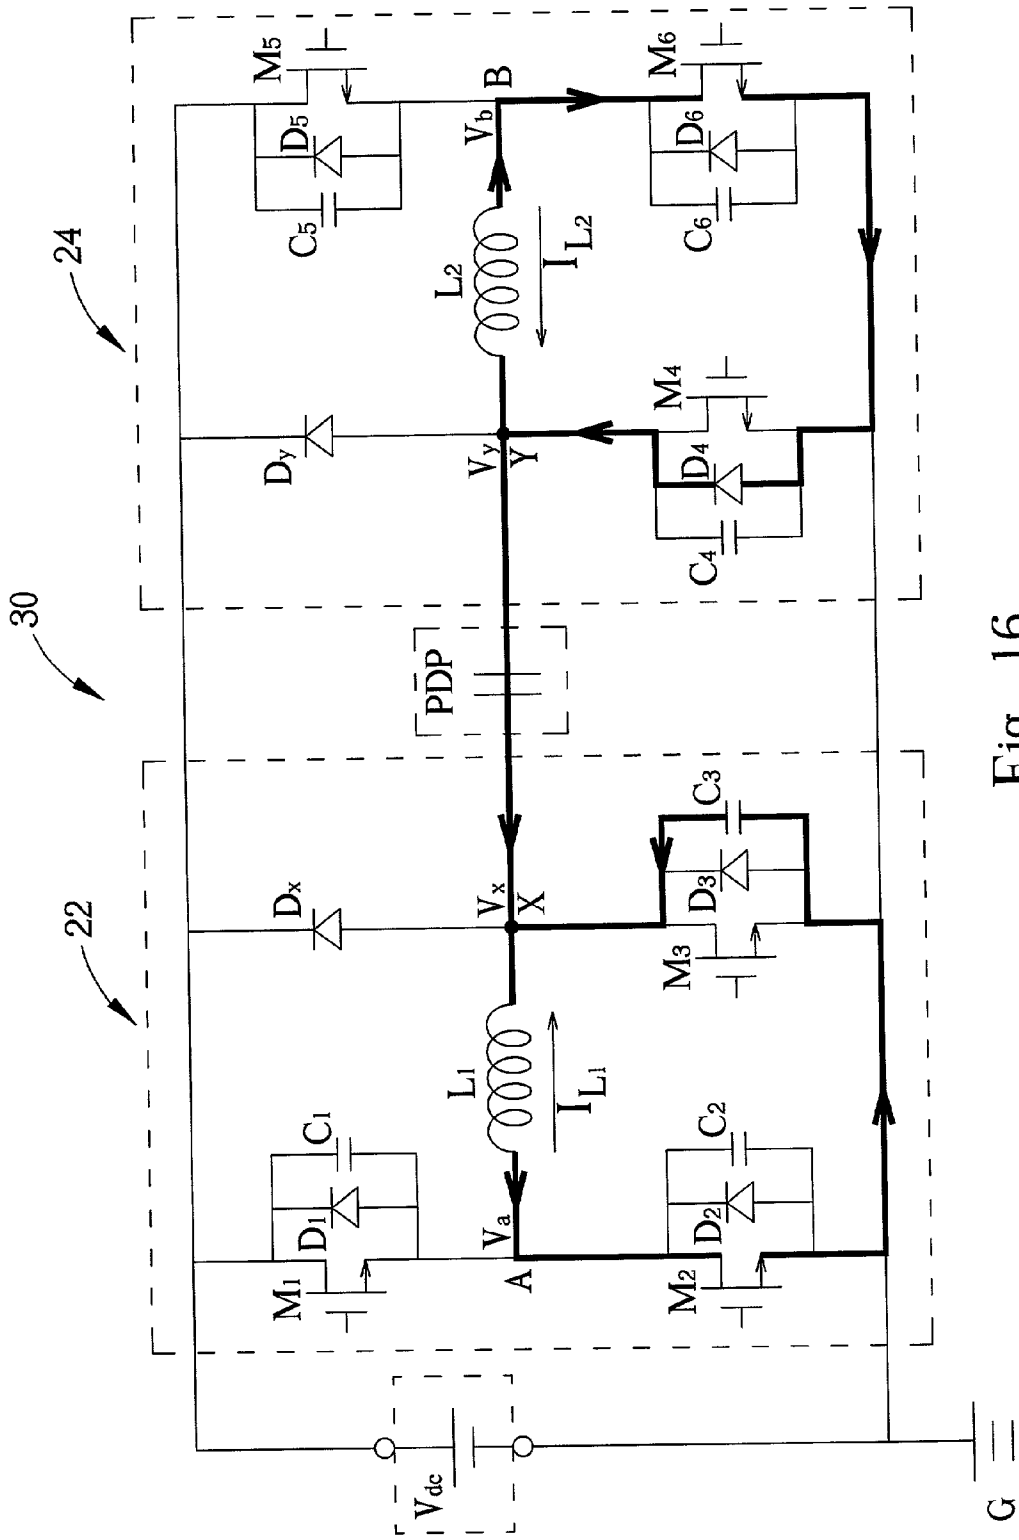 30
22
24
M1
D1
C1
Dx
Dy
C5
D5
M5
Vdc
Va
A
L1
IL1
Vx
X
PDP
Vy
Y
L2
IL2
Vb
B
M2
D2
C2
M3
D3
C3
C4
D4
M4
C6
D6
M6
G
Fig. 16